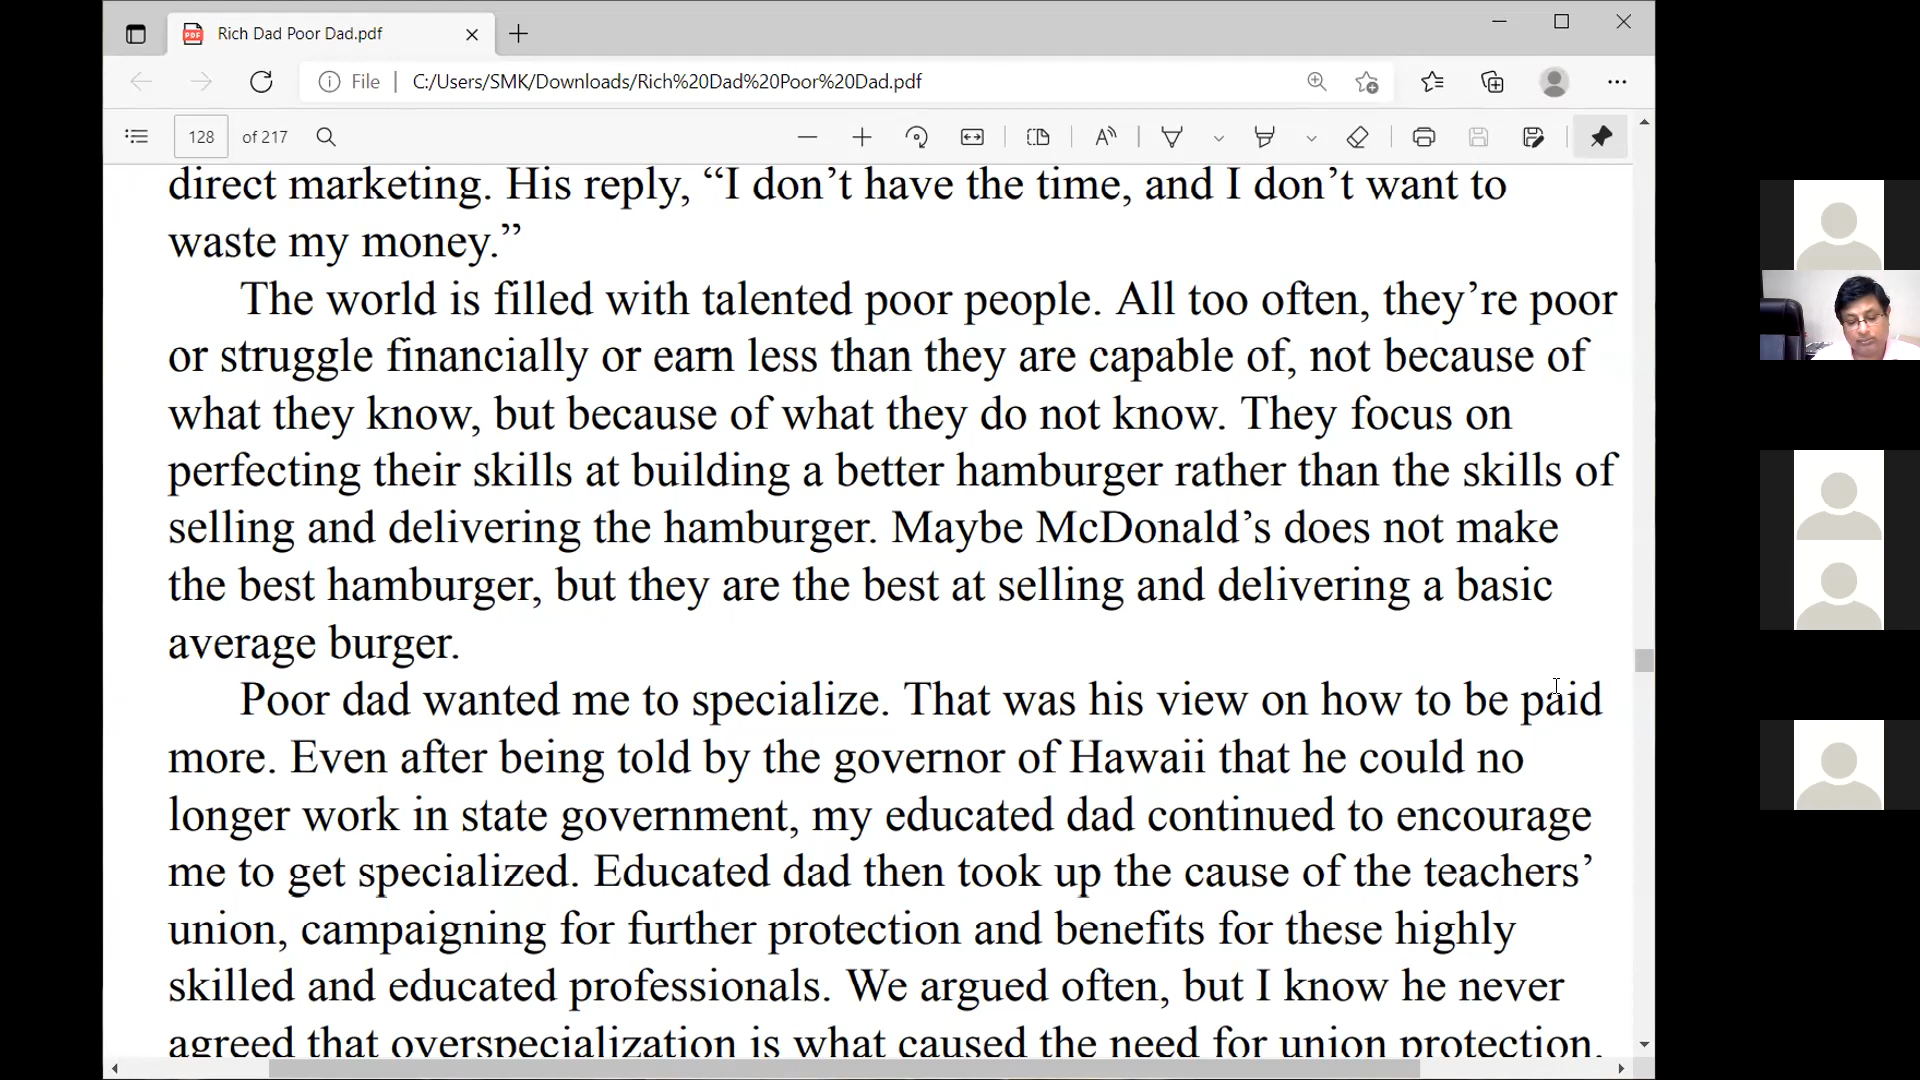 Rich Dad Poor Dad.pdf
File
C:/Users/SMK/Downloads/Rich%20Dad%20Poor%20Dad.pdf
128 of 217
direct marketing. His reply, “I don’t have the time, and I don’t want to
waste my money.”
The world is filled with talented poor people. All too often, they’re poor
or struggle financially or earn less than they are capable of, not because of
what they know, but because of what they do not know. They focus on
perfecting their skills at building a better hamburger rather than the skills of
selling and delivering the hamburger. Maybe McDonald’s does not make
the best hamburger, but they are the best at selling and delivering a basic
average burger.
Poor dad wanted me to specialize. That was his view on how to be paid
more. Even after being told by the governor of Hawaii that he could no
longer work in state government, my educated dad continued to encourage
me to get specialized. Educated dad then took up the cause of the teachers’
union, campaigning for further protection and benefits for these highly
skilled and educated professionals. We argued often, but I know he never
agreed that overspecialization is what caused the need for union protection.